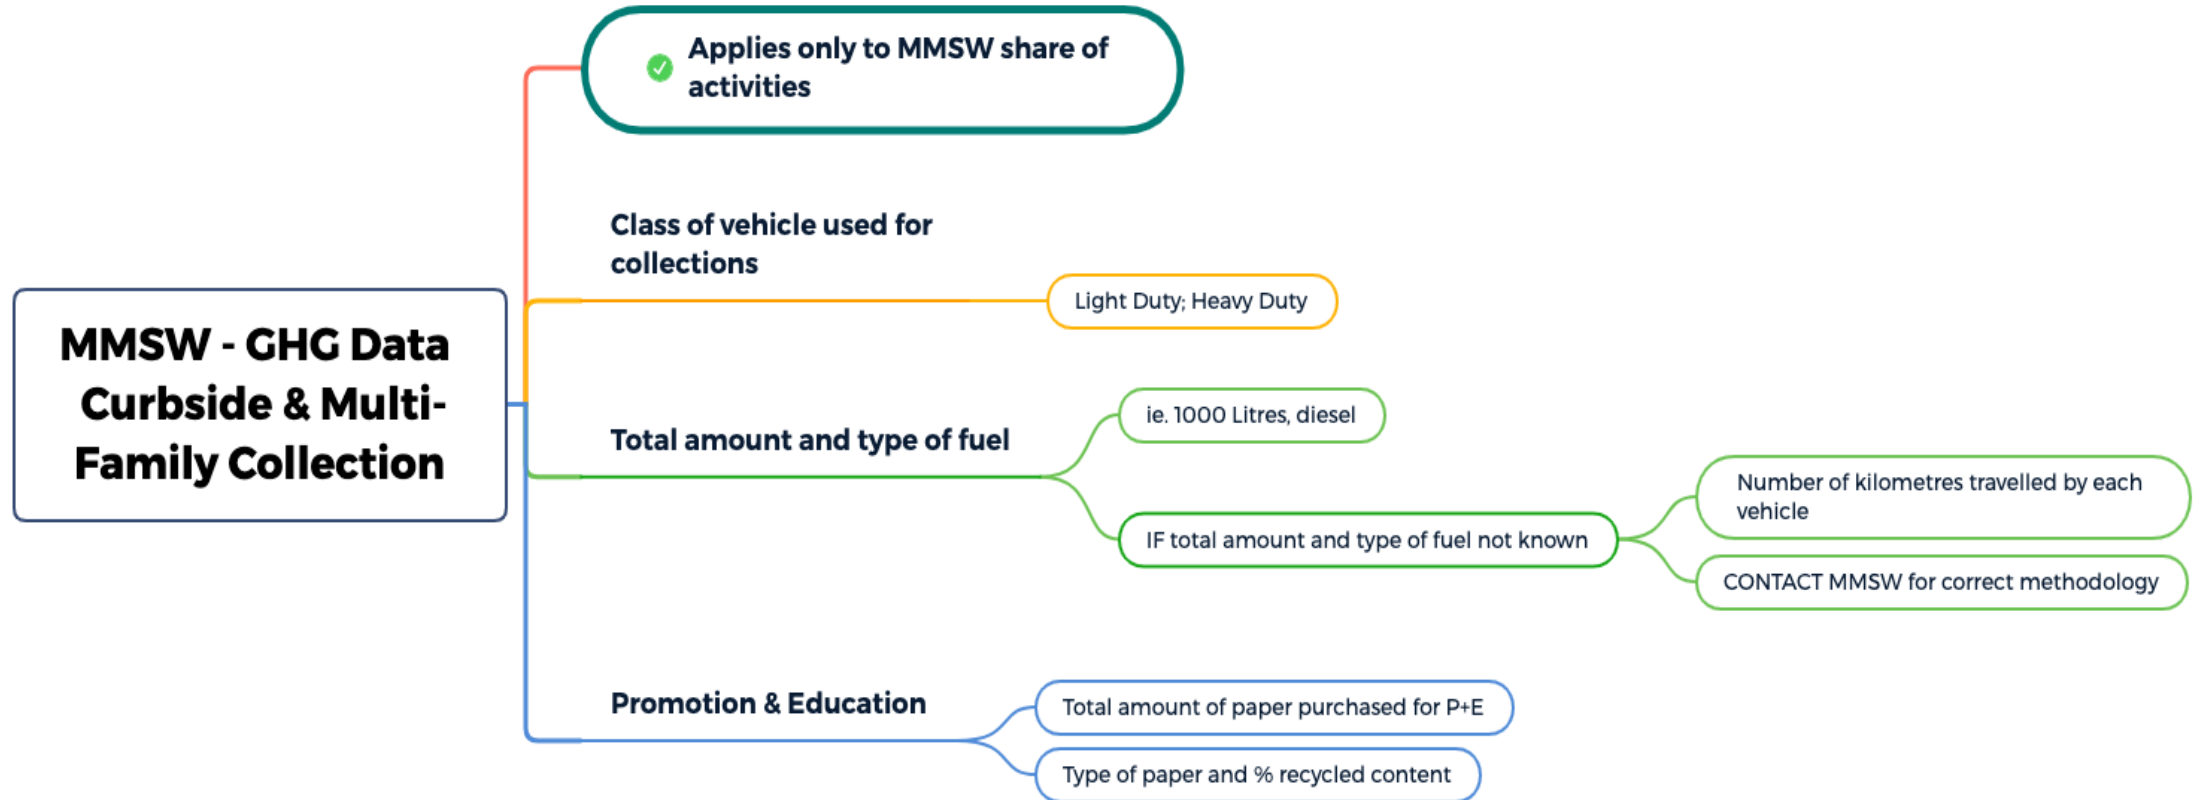 Applies only to MMSW share of
activities
Class of vehicle used for
collections
Light Duty; Heavy Duty
MMSW - GHG Data
Curbside & Multi-
Family Collection
Total amount and type of fuel
ie. 1000 Litres, diesel
IF total amount and type of fuel not known
Number of kilometres travelled by each
vehicle
CONTACT MMSW for correct methodology
Promotion & Education
Total amount of paper purchased for P+E
Type of paper and % recycled content